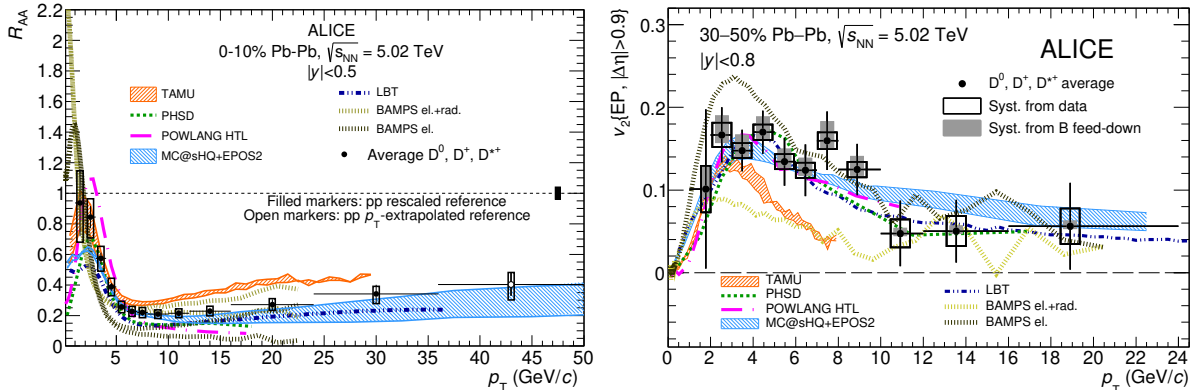 R_AA
ALICE
0-10% Pb-Pb, √s_NN = 5.02 TeV
|y|<0.5
TAMU
PHSD
POWLANG HTL
MC@sHQ+EPOS2
LBT
BAMPS el.+rad.
BAMPS el.
Average D⁰, D⁺, D*⁺
Filled markers: pp rescaled reference
Open markers: pp p_T-extrapolated reference
2.2
2
1.8
1.6
1.4
1.2
1
0.8
0.6
0.4
0.2
0
5 10 15 20 25 30 35 40 45 50
p_T (GeV/c)
v₂{EP, |Δη|>0.9}
30–50% Pb–Pb, √s_NN = 5.02 TeV
|y|<0.8
ALICE
D⁰, D⁺, D*⁺ average
Syst. from data
Syst. from B feed-down
0.3
0.2
0.1
0
TAMU
PHSD
POWLANG HTL
MC@sHQ+EPOS2
LBT
BAMPS el.+rad.
BAMPS el.
0 2 4 6 8 10 12 14 16 18 20 22 24
p_T (GeV/c)